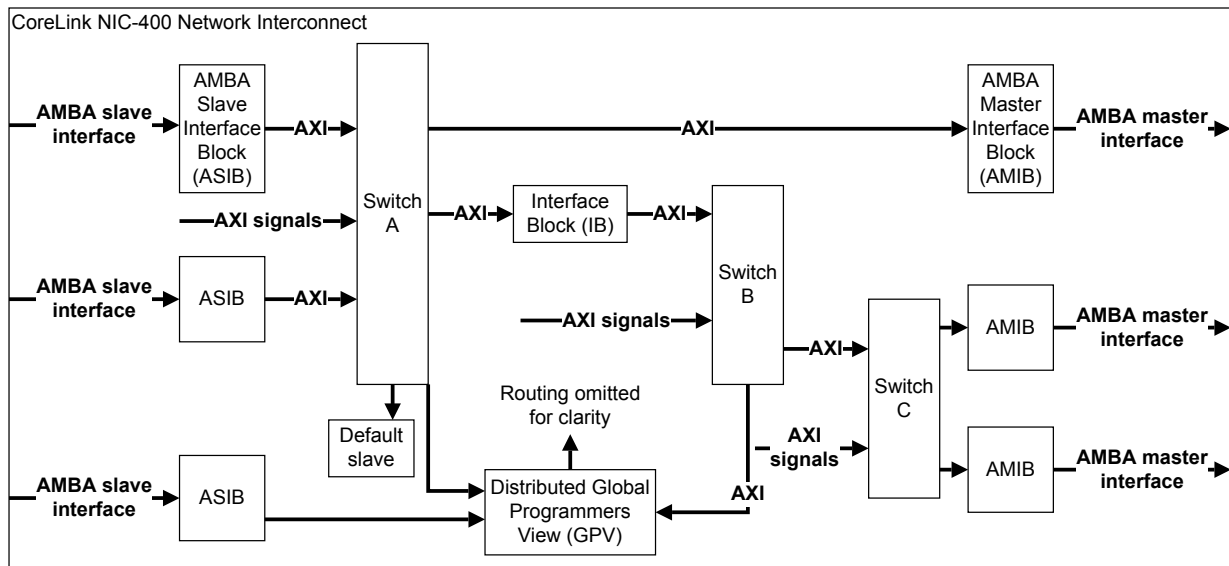 CoreLink NIC-400 Network Interconnect
AMBA slave
interface
AMBA
Slave
Interface
Block
(ASIB)
AXI
Switch
A
AXI
AMBA
Master
Interface
Block
(AMIB)
AMBA master
interface
AXI signals
AXI
Interface
Block (IB)
AXI
Switch
B
AMBA slave
interface
ASIB
AXI
AXI signals
AXI
Switch
C
AMIB
AMBA master
interface
Default
slave
Routing omitted
for clarity
AXI
signals
AMIB
AMBA master
interface
AMBA slave
interface
ASIB
Distributed Global
Programmers
View (GPV)
AXI